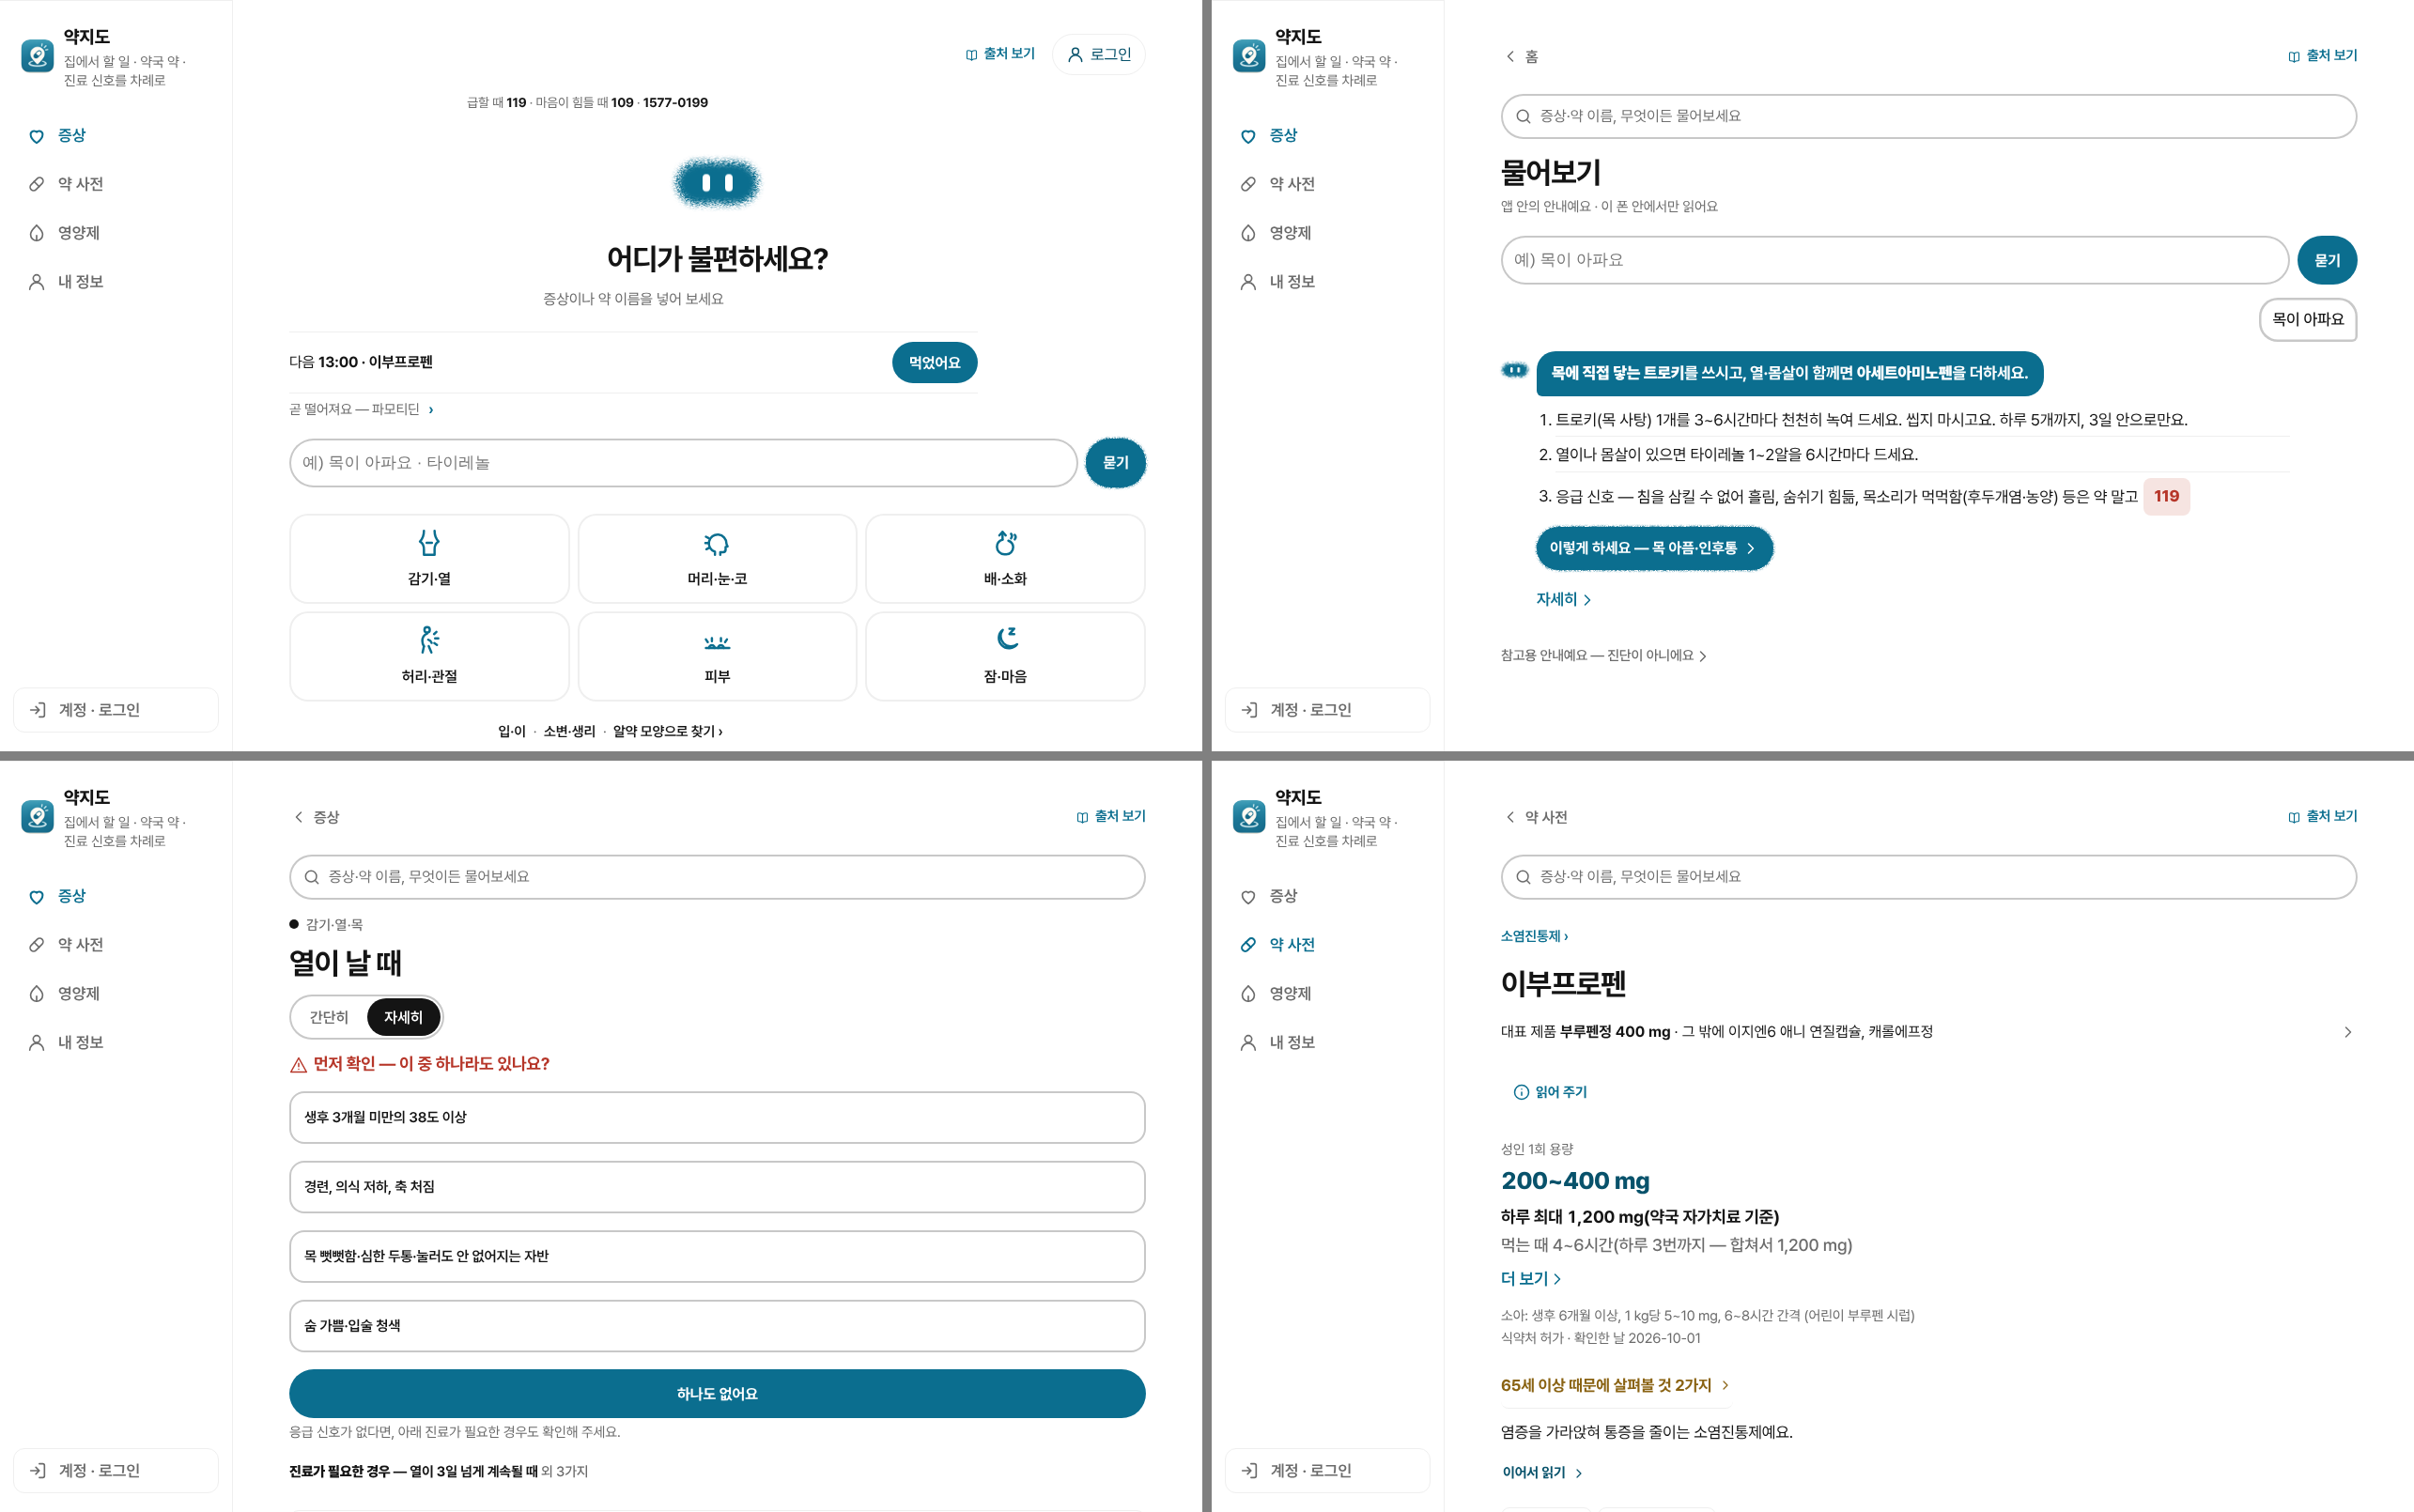 약지도
집에서 할 일 · 약국 약 ·
진료 신호를 차례로
증상
약 사전
영양제
내 정보
계정 · 로그인
출처 보기
로그인
급할 때 119 · 마음이 힘들 때 109 · 1577-0199
어디가 불편하세요?
증상이나 약 이름을 넣어 보세요
다음 13:00 · 이부프로펜
먹었어요
곧 떨어져요 — 파모티딘 ›
예) 목이 아파요 · 타이레놀
묻기
감기·열
머리·눈·코
배·소화
허리·관절
피부
잠·마음
입·이 · 소변·생리 · 알약 모양으로 찾기 ›
약지도
집에서 할 일 · 약국 약 ·
진료 신호를 차례로
증상
약 사전
영양제
내 정보
계정 · 로그인
홈
출처 보기
증상·약 이름, 무엇이든 물어보세요
물어보기
앱 안의 안내예요 · 이 폰 안에서만 읽어요
예) 목이 아파요
묻기
목이 아파요
목에 직접 닿는 트로키를 쓰시고, 열·몸살이 함께면 아세트아미노펜을 더하세요.
1. 트로키(목 사탕) 1개를 3~6시간마다 천천히 녹여 드세요. 씹지 마시고요. 하루 5개까지, 3일 안으로만요.
2. 열이나 몸살이 있으면 타이레놀 1~2알을 6시간마다 드세요.
3. 응급 신호 — 침을 삼킬 수 없어 흘림, 숨쉬기 힘듦, 목소리가 먹먹함(후두개염·농양) 등은 약 말고 119
이렇게 하세요 — 목 아픔·인후통
자세히
참고용 안내예요 — 진단이 아니에요
약지도
집에서 할 일 · 약국 약 ·
진료 신호를 차례로
증상
약 사전
영양제
내 정보
계정 · 로그인
증상
출처 보기
증상·약 이름, 무엇이든 물어보세요
감기·열·목
열이 날 때
간단히
자세히
먼저 확인 — 이 중 하나라도 있나요?
생후 3개월 미만의 38도 이상
경련, 의식 저하, 축 처짐
목 뻣뻣함·심한 두통·눌러도 안 없어지는 자반
숨 가쁨·입술 청색
하나도 없어요
응급 신호가 없다면, 아래 진료가 필요한 경우도 확인해 주세요.
진료가 필요한 경우 — 열이 3일 넘게 계속될 때 외 3가지
약지도
집에서 할 일 · 약국 약 ·
진료 신호를 차례로
증상
약 사전
영양제
내 정보
계정 · 로그인
약 사전
출처 보기
증상·약 이름, 무엇이든 물어보세요
소염진통제 ›
이부프로펜
대표 제품 부루펜정 400 mg · 그 밖에 이지엔6 애니 연질캡슐, 캐롤에프정
읽어 주기
성인 1회 용량
200~400 mg
하루 최대 1,200 mg(약국 자가치료 기준)
먹는 때 4~6시간(하루 3번까지 — 합쳐서 1,200 mg)
더 보기
소아: 생후 6개월 이상, 1 kg당 5~10 mg, 6~8시간 간격 (어린이 부루펜 시럽)
식약처 허가 · 확인한 날 2026-10-01
65세 이상 때문에 살펴볼 것 2가지
염증을 가라앉혀 통증을 줄이는 소염진통제예요.
이어서 읽기